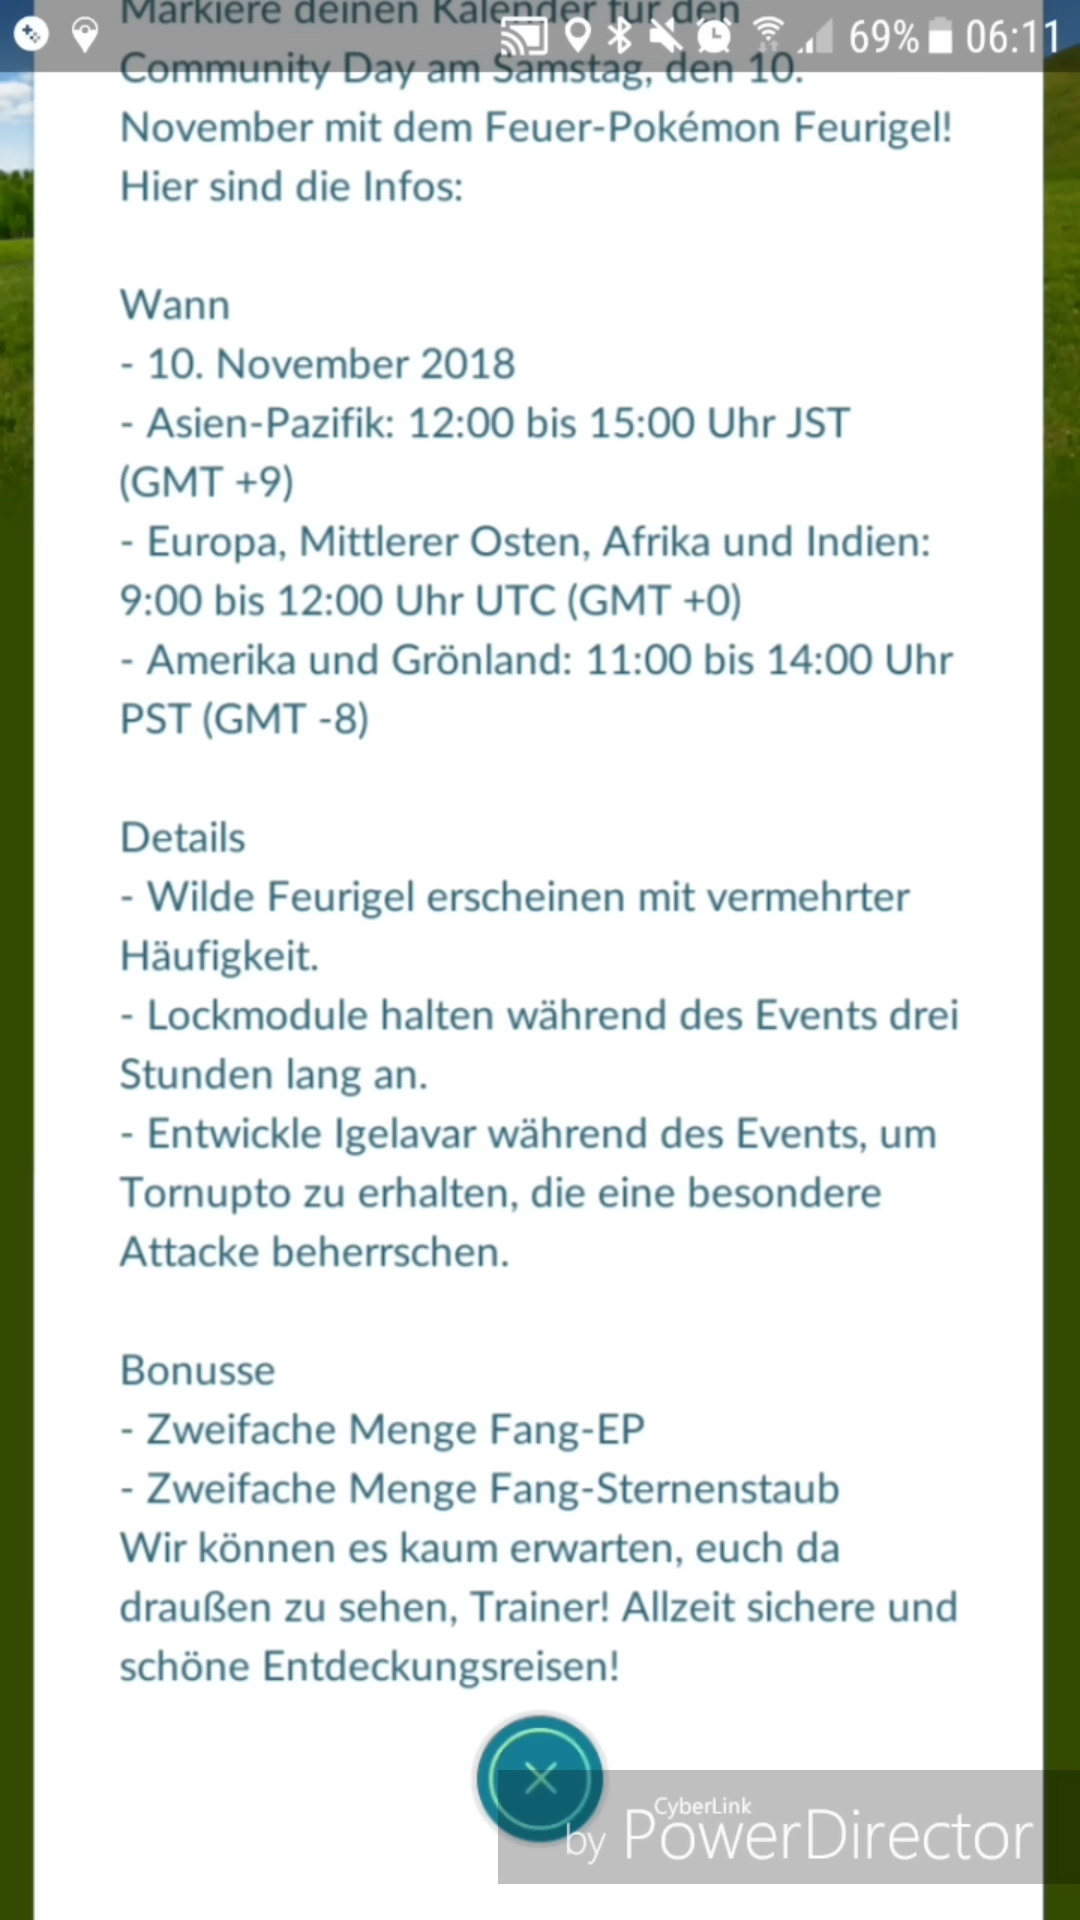 Markiere deinen Kalender für den
69% 06:11
Community Day am Samstag, den 10.
November mit dem Feuer-Pokémon Feurigel!
Hier sind die Infos:
Wann
- 10. November 2018
- Asien-Pazifik: 12:00 bis 15:00 Uhr JST
(GMT +9)
- Europa, Mittlerer Osten, Afrika und Indien:
9:00 bis 12:00 Uhr UTC (GMT +0)
- Amerika und Grönland: 11:00 bis 14:00 Uhr
PST (GMT -8)
Details
- Wilde Feurigel erscheinen mit vermehrter
Häufigkeit.
- Lockmodule halten während des Events drei
Stunden lang an.
- Entwickle Igelavar während des Events, um
Tornupto zu erhalten, die eine besondere
Attacke beherrschen.
Bonusse
- Zweifache Menge Fang-EP
- Zweifache Menge Fang-Sternenstaub
Wir können es kaum erwarten, euch da
draußen zu sehen, Trainer! Allzeit sichere und
schöne Entdeckungsreisen!
CyberLink
by PowerDirector